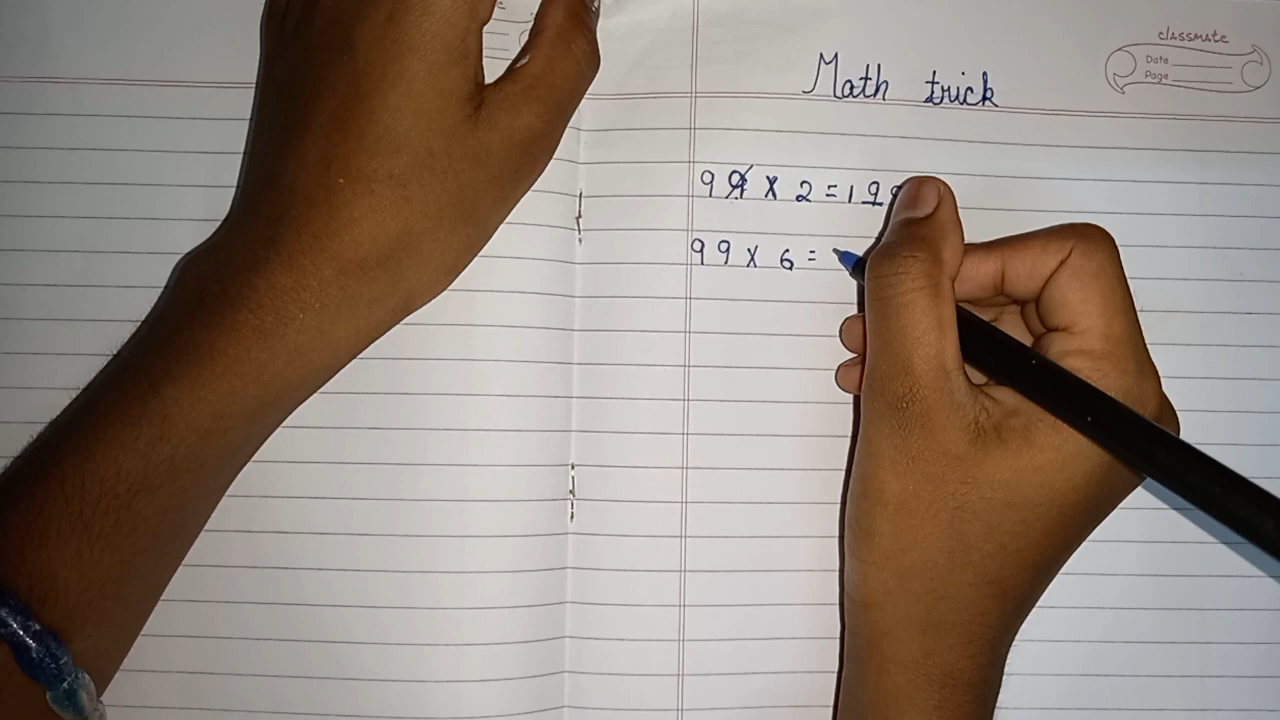 classmate
Date
Page
Math trick
99 x 2 = 19
99 x 6 =